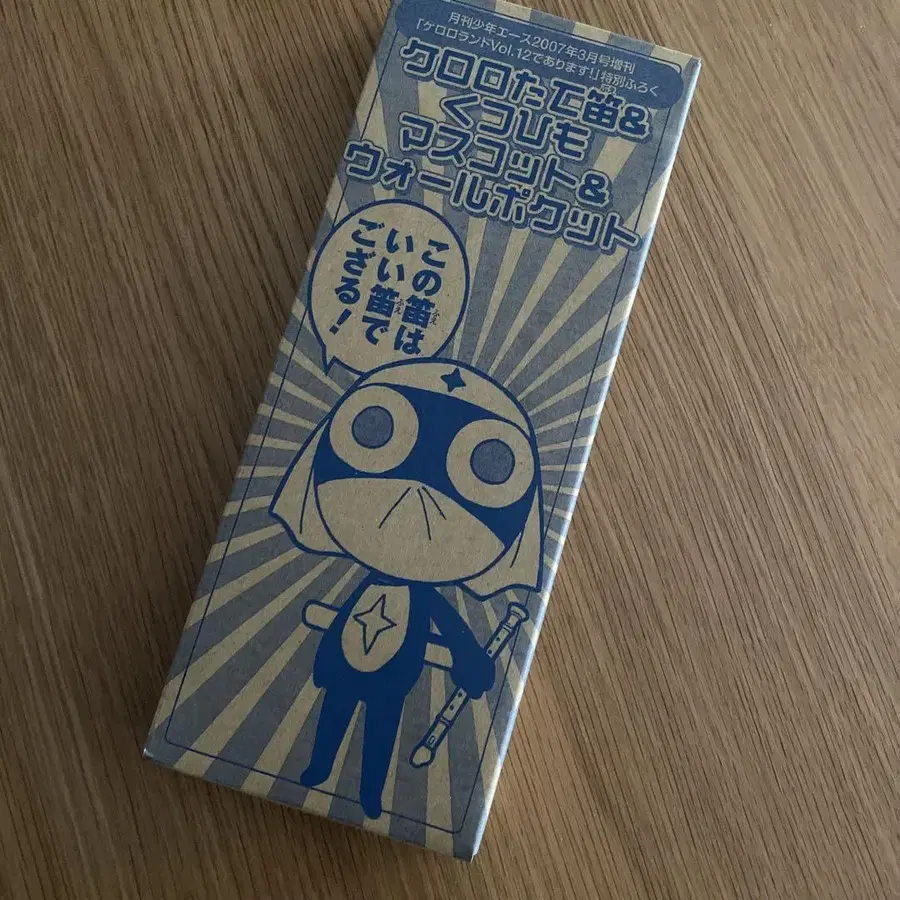 月刊少年エース2007年3月号増刊
「ケロロランドVol.12であります!」特別ふろく
ケロロたて笛&
くつひも
マスコット&
ウォールポケット
この笛は
いい笛で
ござる!